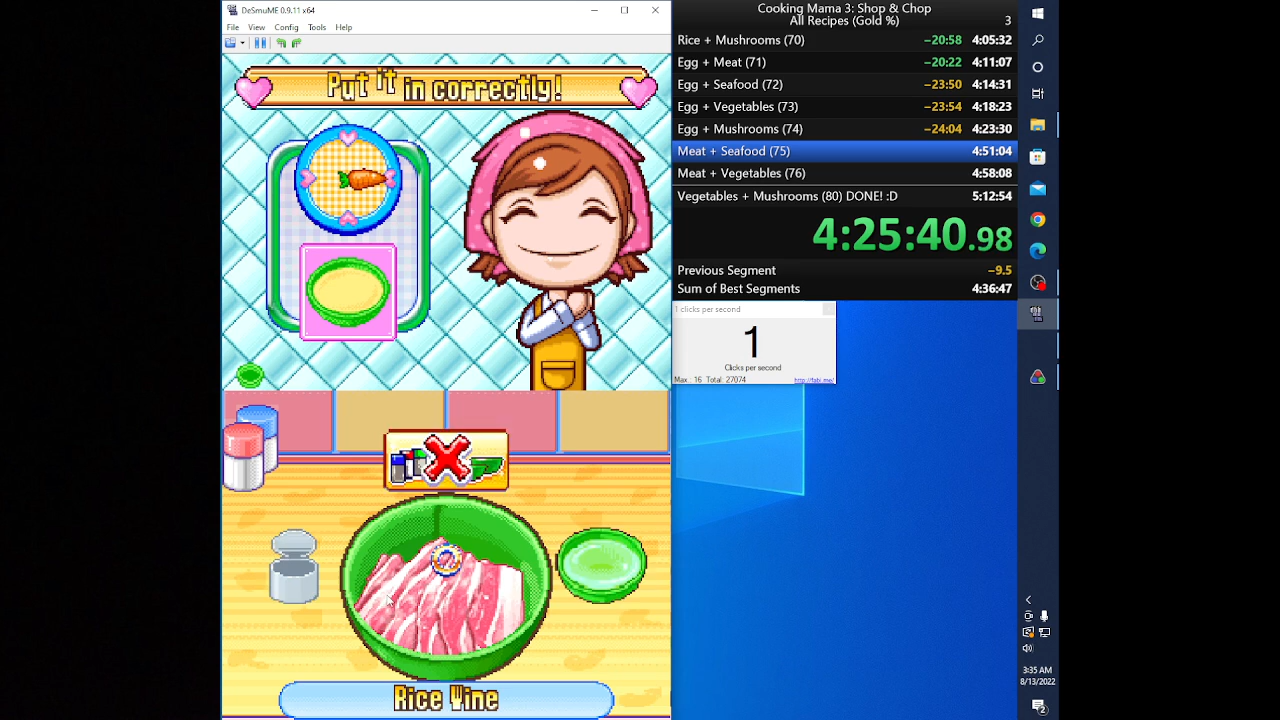 DeSmuME 0.9.11 x64
File View Config Tools Help
Put it in correctly!
Rice Wine
Cooking Mama 3: Shop & Chop
All Recipes (Gold %) 3
Rice + Mushrooms (70) −20:58 4:05:32
Egg + Meat (71) −20:22 4:11:07
Egg + Seafood (72) −23:50 4:14:31
Egg + Vegetables (73) −23:54 4:18:23
Egg + Mushrooms (74) −24:04 4:23:30
Meat + Seafood (75) 4:51:04
Meat + Vegetables (76) 4:58:08
Vegetables + Mushrooms (80) DONE! :D 5:12:54
4:25:40.98
Previous Segment −9.5
Sum of Best Segments 4:36:47
1 clicks per second
1
Clicks per second
Max : 16 Total: 27074
3:35 AM
8/13/2022
2